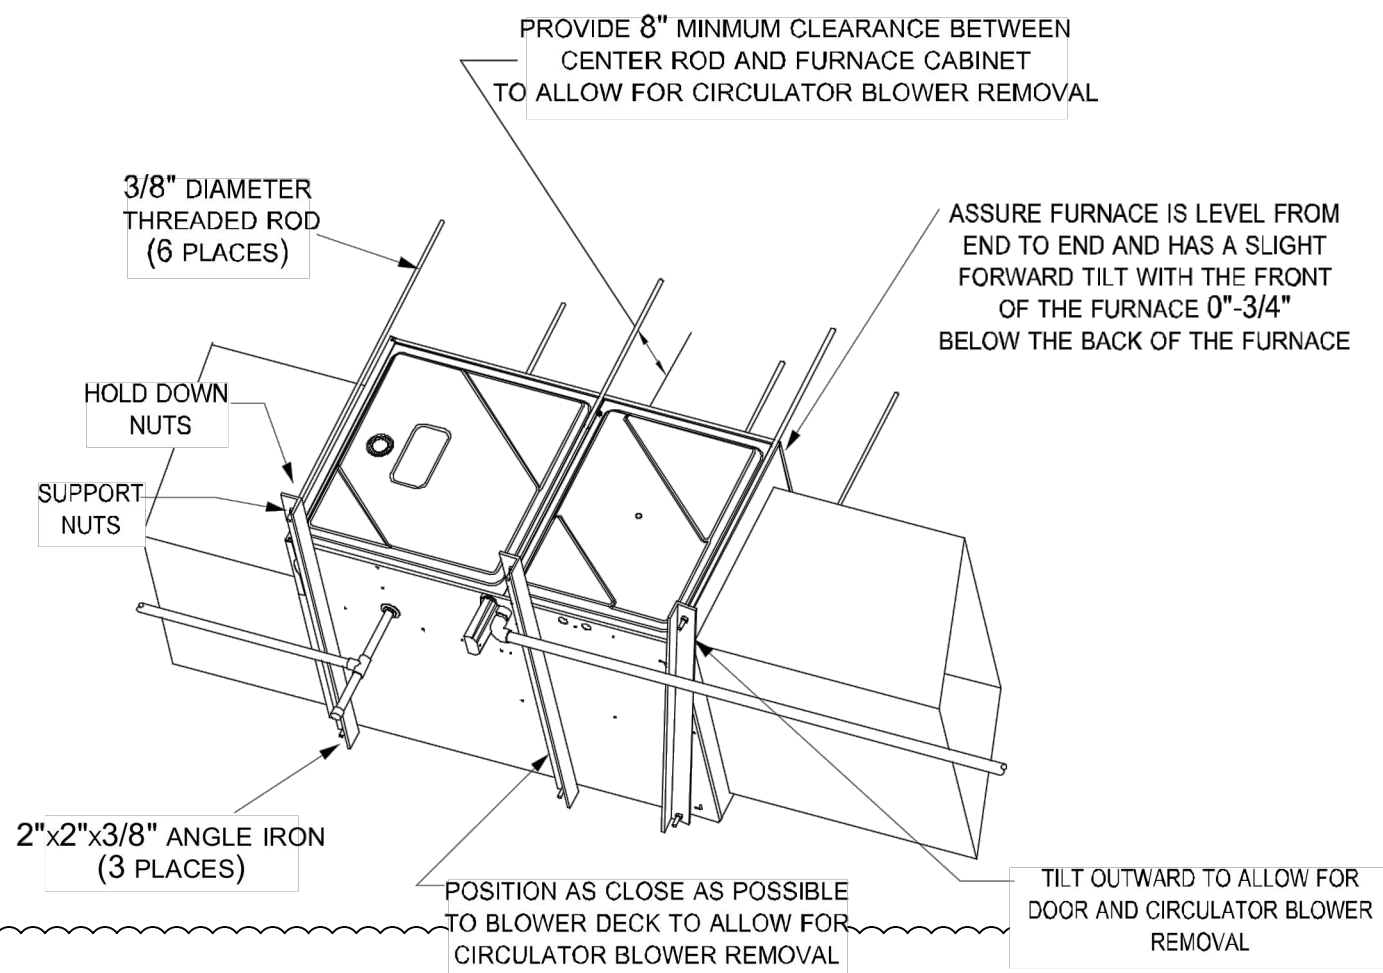 PROVIDE 8" MINMUM CLEARANCE BETWEEN
CENTER ROD AND FURNACE CABINET
TO ALLOW FOR CIRCULATOR BLOWER REMOVAL
3/8" DIAMETER
THREADED ROD
(6 PLACES)
ASSURE FURNACE IS LEVEL FROM
END TO END AND HAS A SLIGHT
FORWARD TILT WITH THE FRONT
OF THE FURNACE 0"-3/4"
BELOW THE BACK OF THE FURNACE
HOLD DOWN
NUTS
SUPPORT
NUTS
2"x2"x3/8" ANGLE IRON
(3 PLACES)
POSITION AS CLOSE AS POSSIBLE
TO BLOWER DECK TO ALLOW FOR
CIRCULATOR BLOWER REMOVAL
TILT OUTWARD TO ALLOW FOR
DOOR AND CIRCULATOR BLOWER
REMOVAL